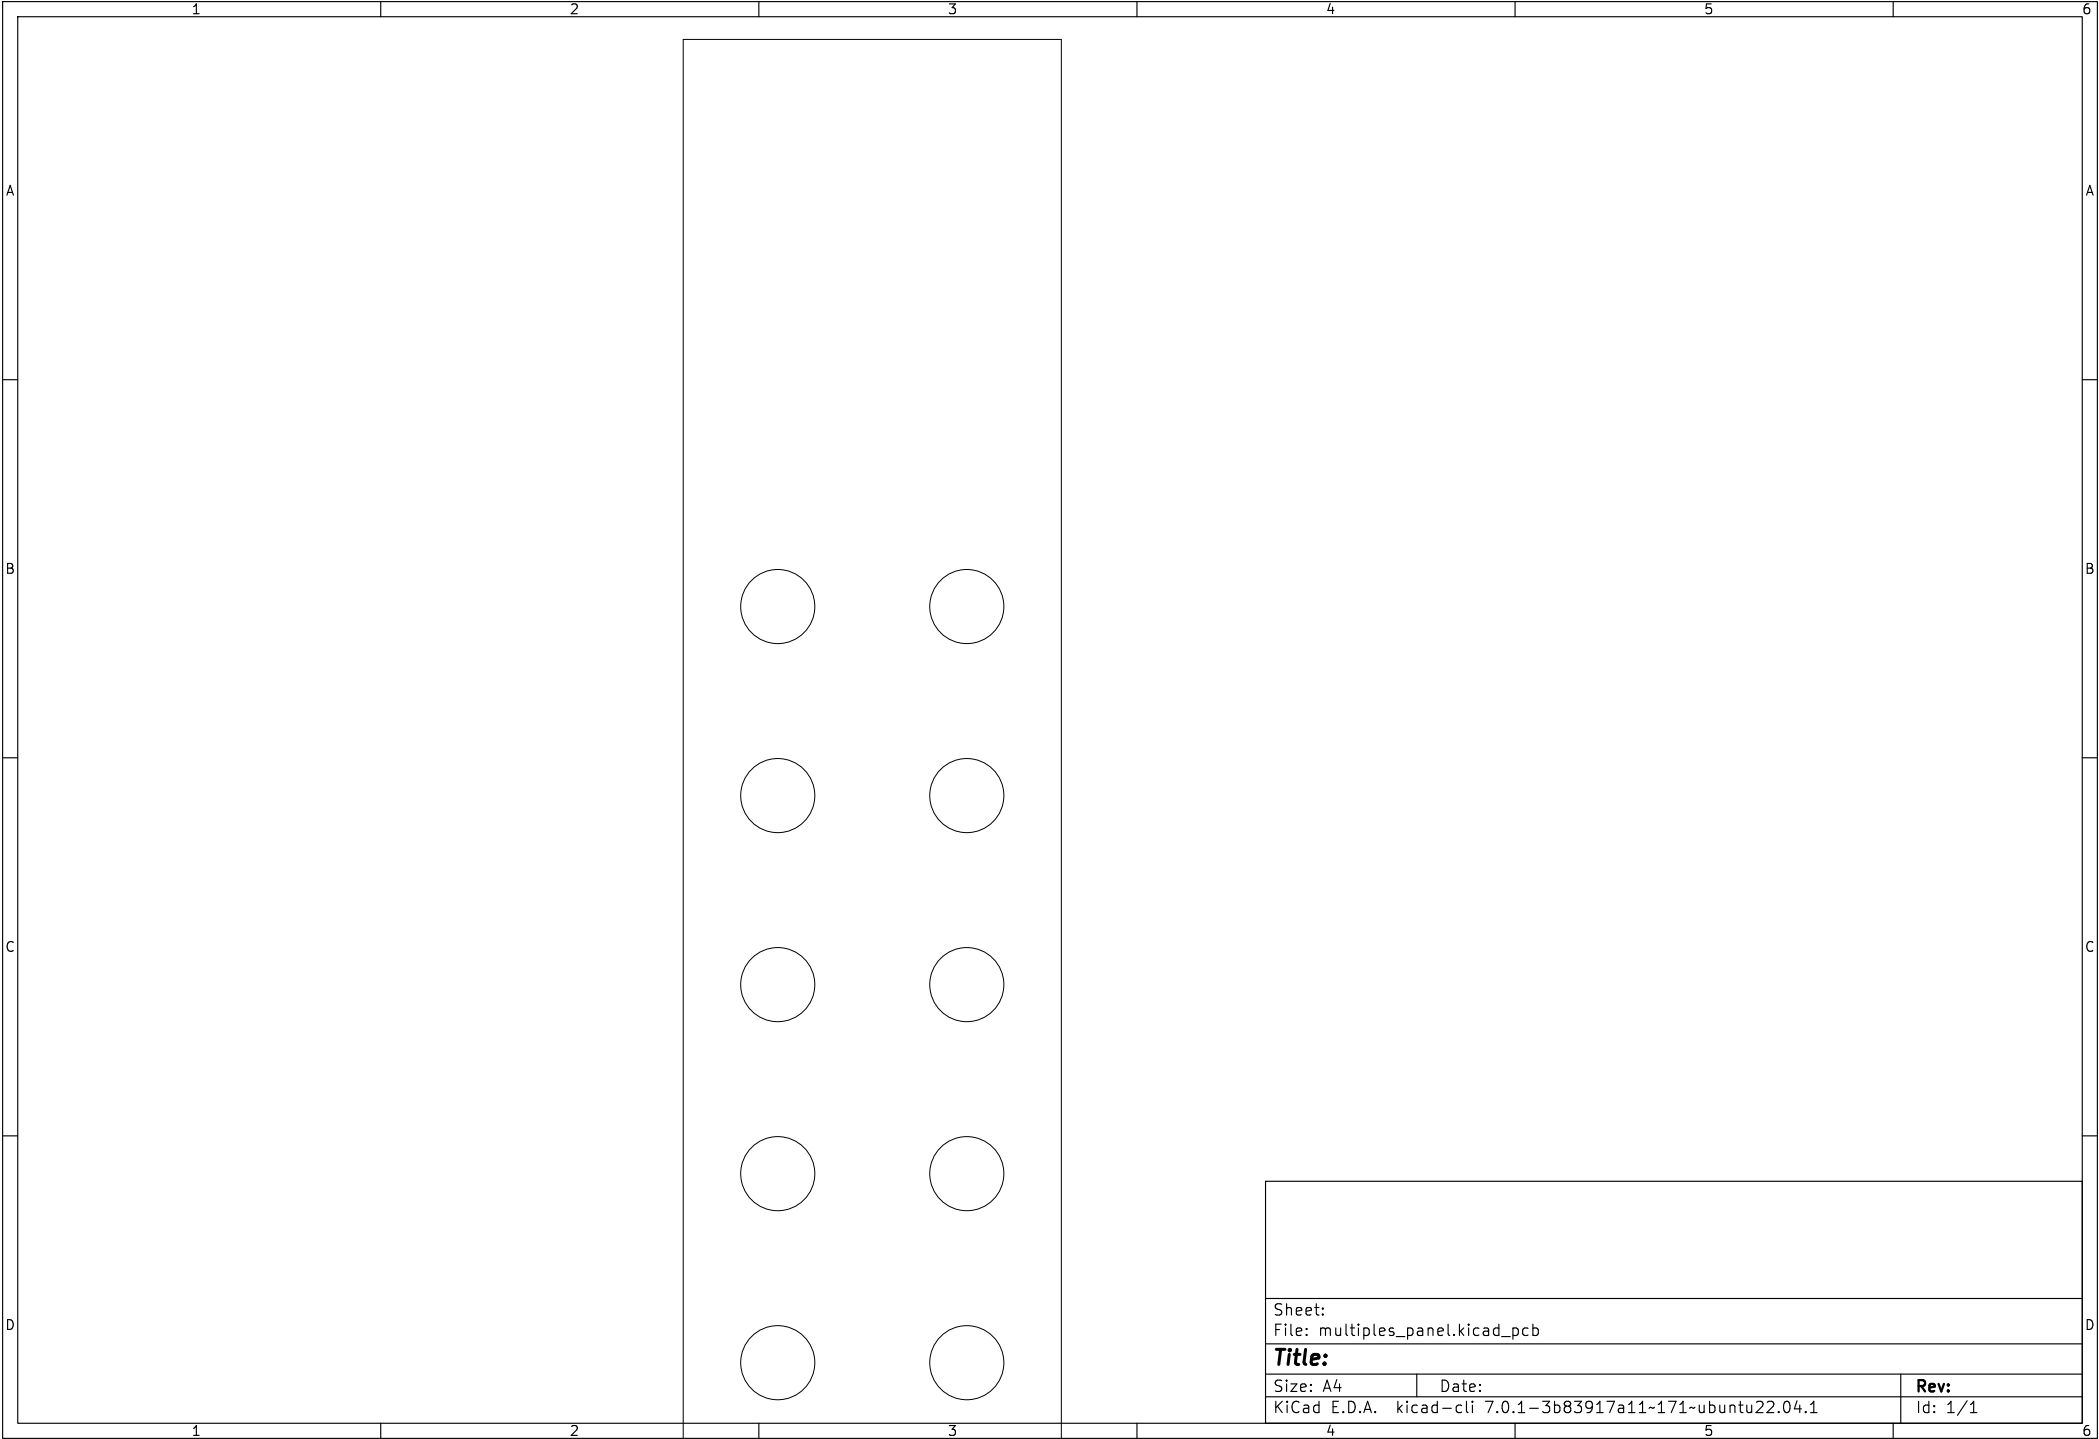 1 2 3 4 5 6
A A
B B
C C
Sheet:
File: multiples_panel.kicad_pcb
D D
Title:
Size: A4 Date: Rev:
KiCad E.D.A. kicad-cli 7.0.1-3b83917a11~171~ubuntu22.04.1 Id: 1/1
1 2 3 4 5 6